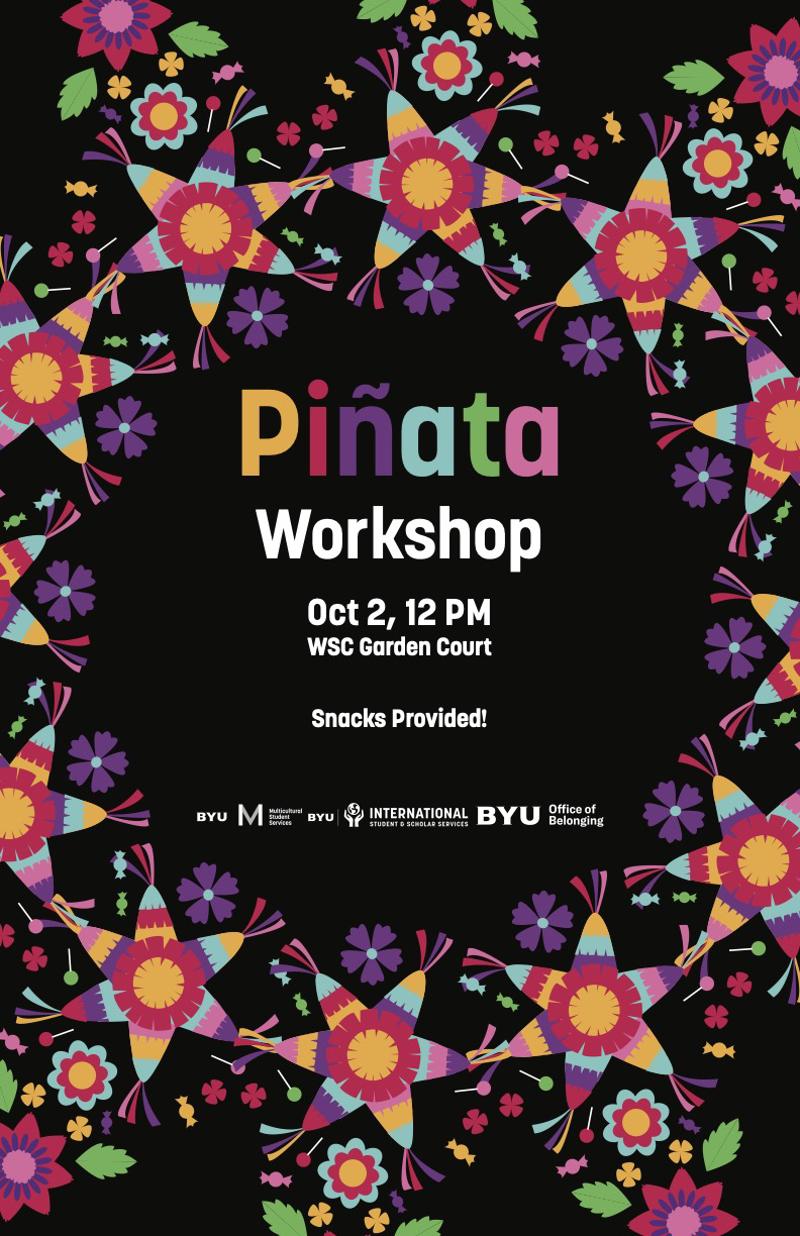 Piñata
Workshop
Oct 2, 12 PM
WSC Garden Court
Snacks Provided!
BYU M Multicultural Student Services BYU INTERNATIONAL STUDENT & SCHOLAR SERVICES BYU Office of Belonging